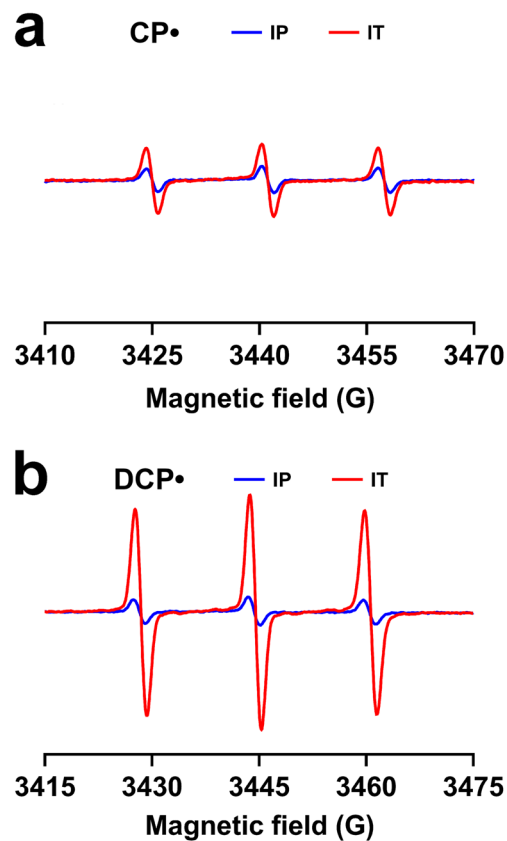 a
CP• IP IT
3410 3425 3440 3455 3470
Magnetic field (G)
b
DCP• IP IT
3415 3430 3445 3460 3475
Magnetic field (G)